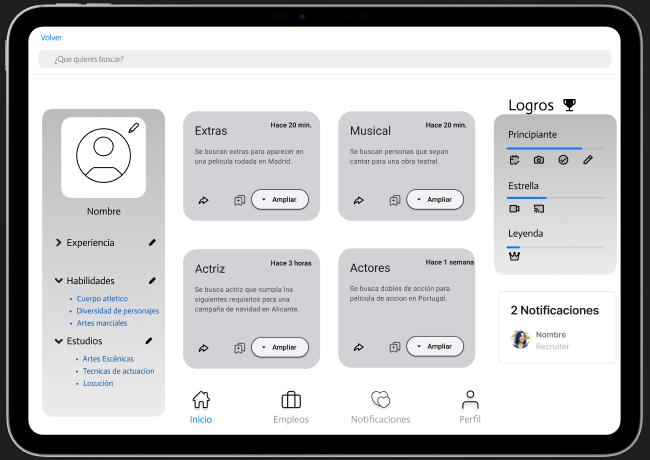 Volver
¿Que quieres buscar?
Nombre
Experiencia
Habilidades
• Cuerpo atletico
• Diversidad de personajes
• Artes marciales
Estudios
• Artes Escénicas
• Tecnicas de actuacion
• Locución
Hace 20 min.
Extras
Se buscan extras para aparecer en
una película rodada en Madrid.
Ampliar
Hace 20 min.
Musical
Se buscan personas que sepan
cantar para una obra teatral.
Ampliar
Hace 3 horas
Actriz
Se busca actriz que cumpla los
siguientes requisitos para una
campaña de navidad en Alicante.
Ampliar
Hace 1 semana
Actores
Se busca dobles de acción para
película de accion en Portugal.
Ampliar
Logros
Principiante
Estrella
Leyenda
2 Notificaciones
Nombre
Recruiter
Inicio
Empleos
Notificaciones
Perfil